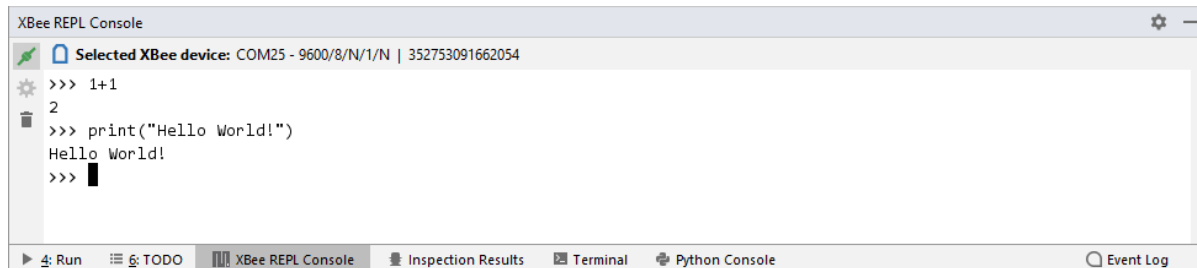 XBee REPL Console
Selected XBee device: COM25 - 9600/8/N/1/N | 352753091662054
>>> 1+1
2
>>> print("Hello World!")
Hello World!
>>>
4: Run 6: TODO XBee REPL Console Inspection Results Terminal Python Console Event Log